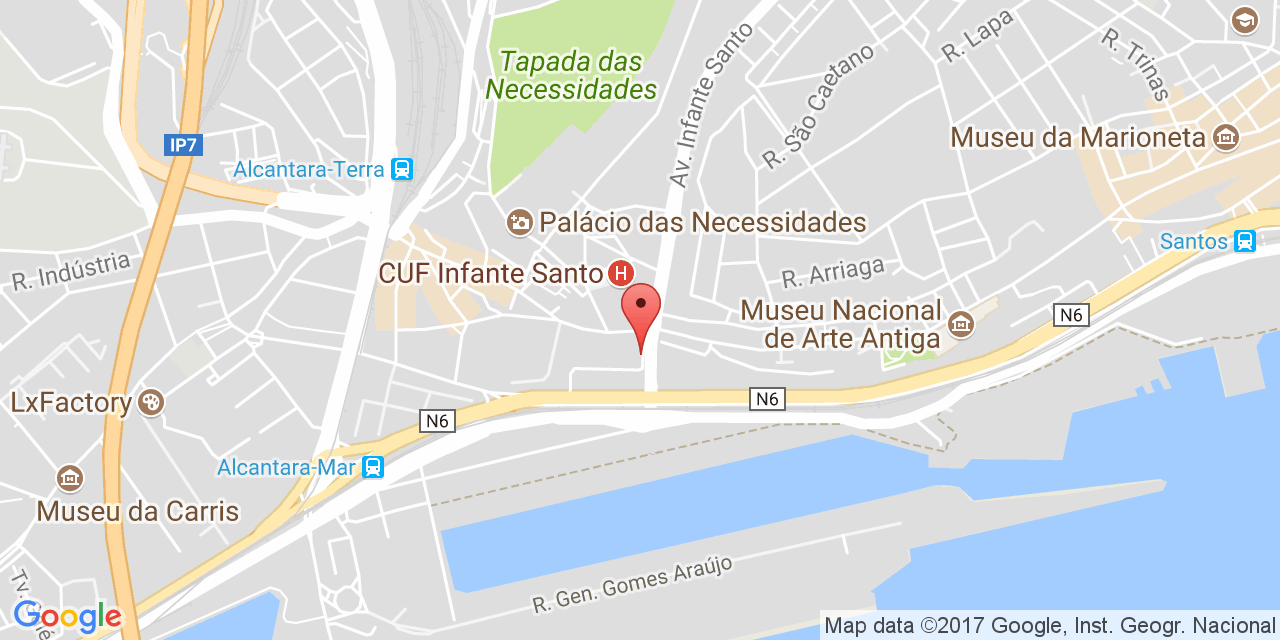 R. Lapa
R. Trinas
Av. Infante Santo
R. São Caetano
Tapada das
Necessidades
Museu da Marioneta
IP7
Alcantara-Terra
Palácio das Necessidades
Santos
R. Indústria
CUF Infante Santo
H
R. Arriaga
Museu Nacional
de Arte Antiga
N6
LxFactory
N6
N6
Alcantara-Mar
Museu da Carris
R. Gen. Gomes Araújo
Tv.
Google
Map data ©2017 Google, Inst. Geogr. Nacional